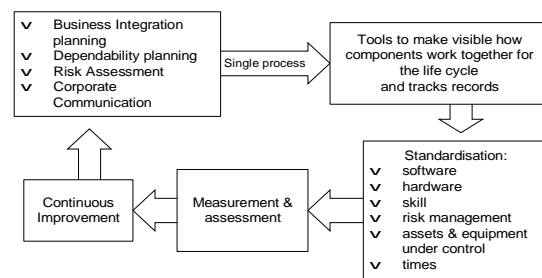 v Business Integration
planning
v Dependability planning
v Risk Assessment
v Corporate
Communication
Single process
Tools to make visible how
components work together for
the life cycle
and tracks records
Standardisation:
v software
v hardware
v skill
v risk management
v assets & equipment
under control
v times
Measurement &
assessment
Continuous
Improvement